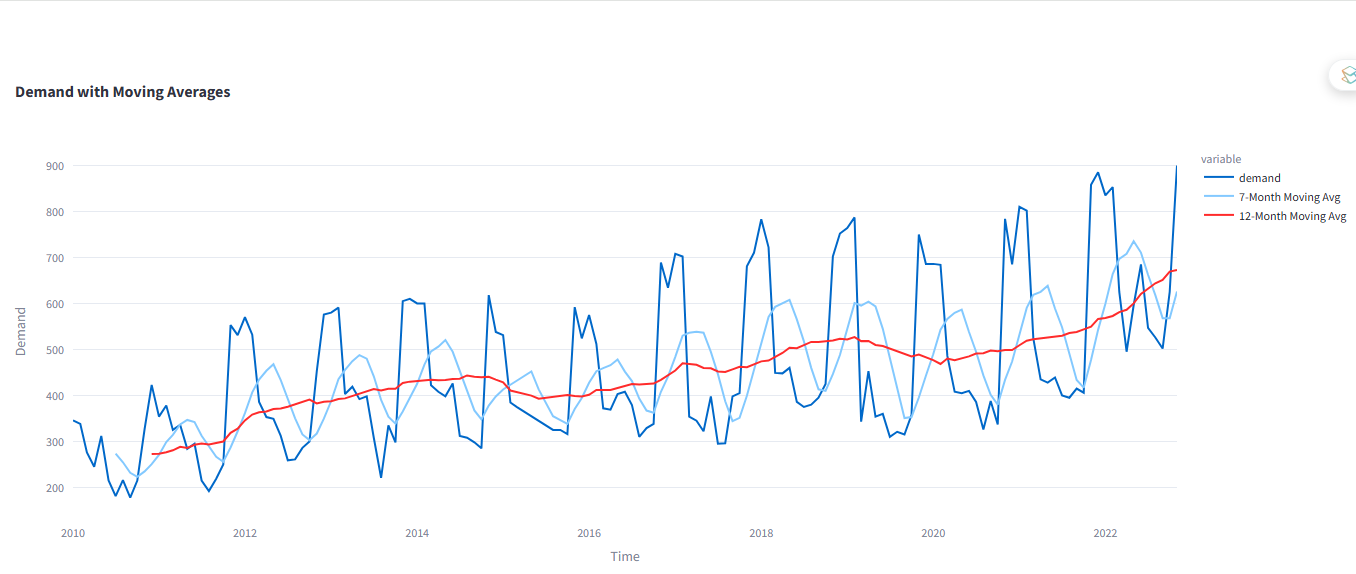 Demand with Moving Averages
variable
demand
7-Month Moving Avg
12-Month Moving Avg
900
800
700
600
500
400
300
200
Demand
2010
2012
2014
2016
2018
2020
2022
Time